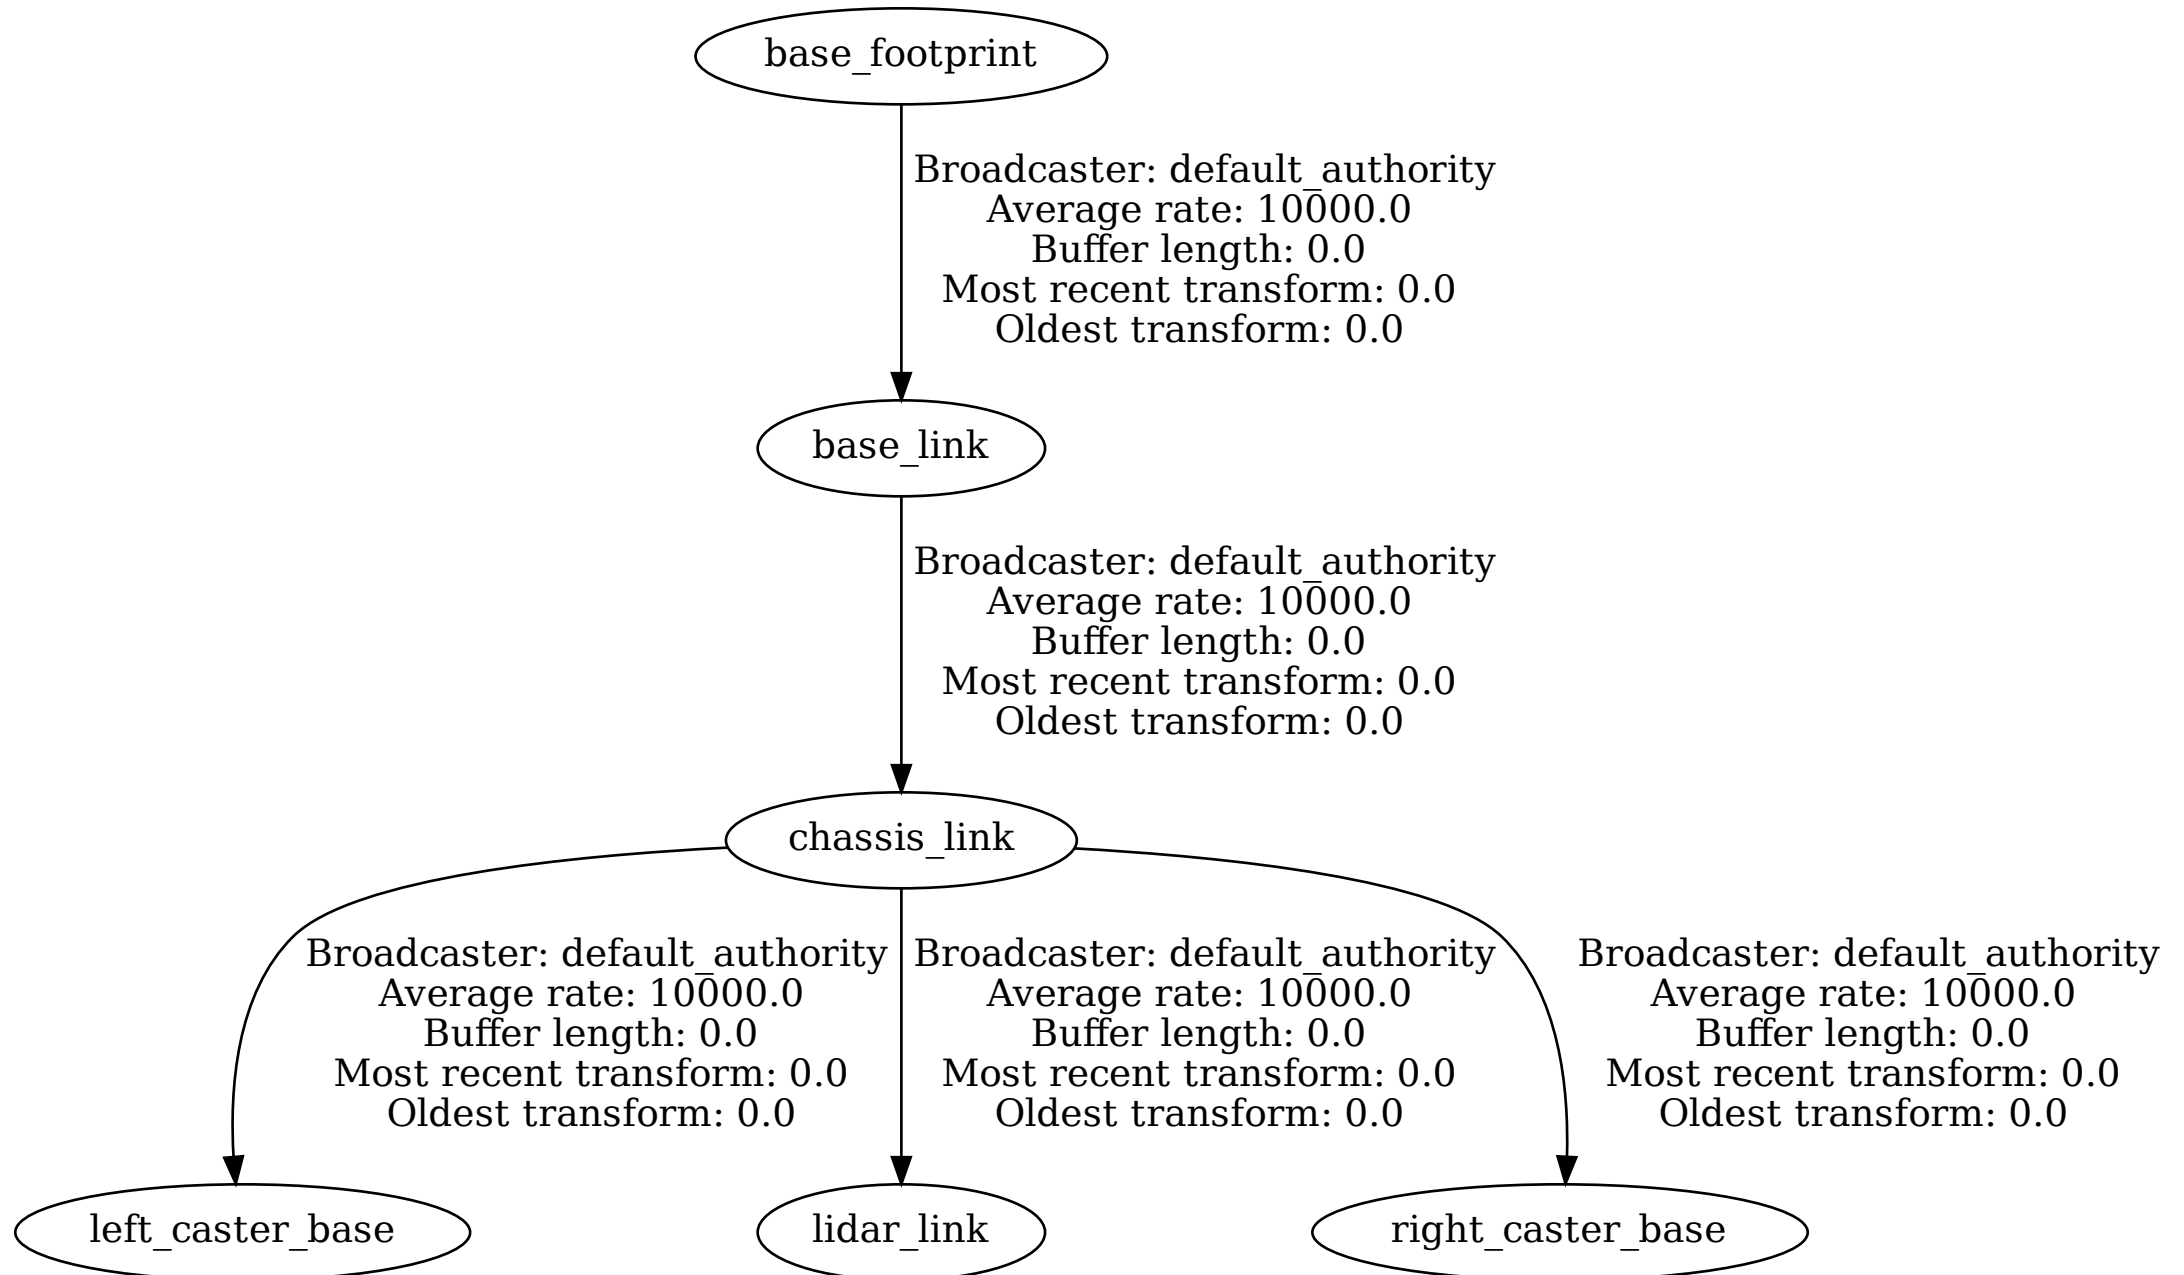 base_footprint
Broadcaster: default_authority
Average rate: 10000.0
Buffer length: 0.0
Most recent transform: 0.0
Oldest transform: 0.0
base_link
Broadcaster: default_authority
Average rate: 10000.0
Buffer length: 0.0
Most recent transform: 0.0
Oldest transform: 0.0
chassis_link
Broadcaster: default_authority
Average rate: 10000.0
Buffer length: 0.0
Most recent transform: 0.0
Oldest transform: 0.0
Broadcaster: default_authority
Average rate: 10000.0
Buffer length: 0.0
Most recent transform: 0.0
Oldest transform: 0.0
Broadcaster: default_authority
Average rate: 10000.0
Buffer length: 0.0
Most recent transform: 0.0
Oldest transform: 0.0
left_caster_base
lidar_link
right_caster_base